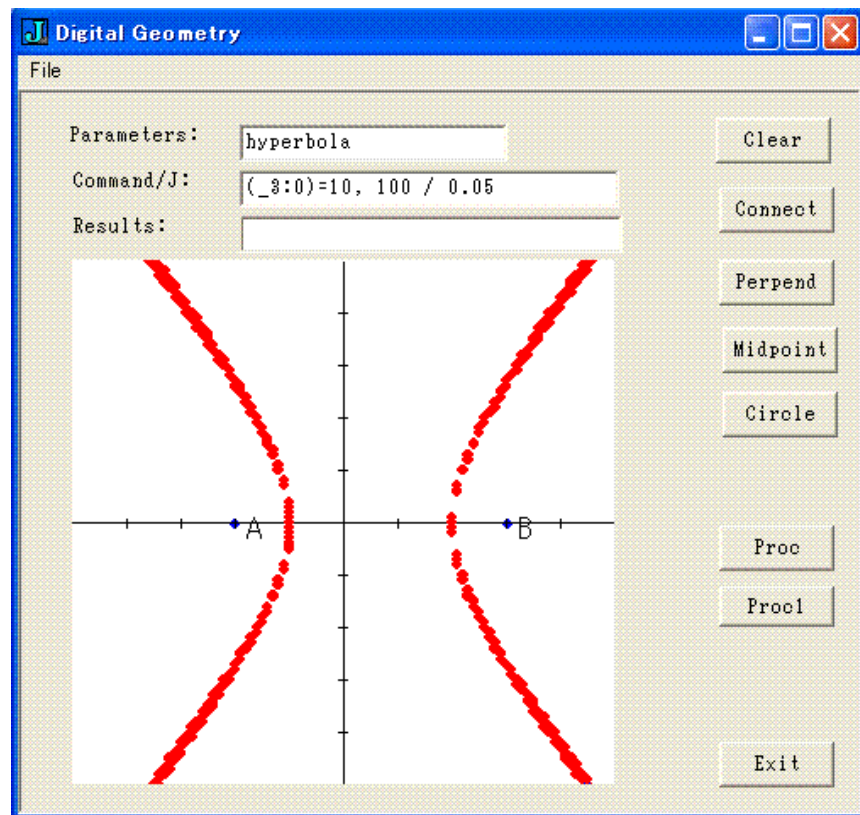 J Digital Geometry
File
Parameters: hyperbola
Clear
Command/J: (_3:0)=10, 100 / 0.05
Connect
Results:
Perpend
Midpoint
Circle
A
B
Proc
Proc1
Exit